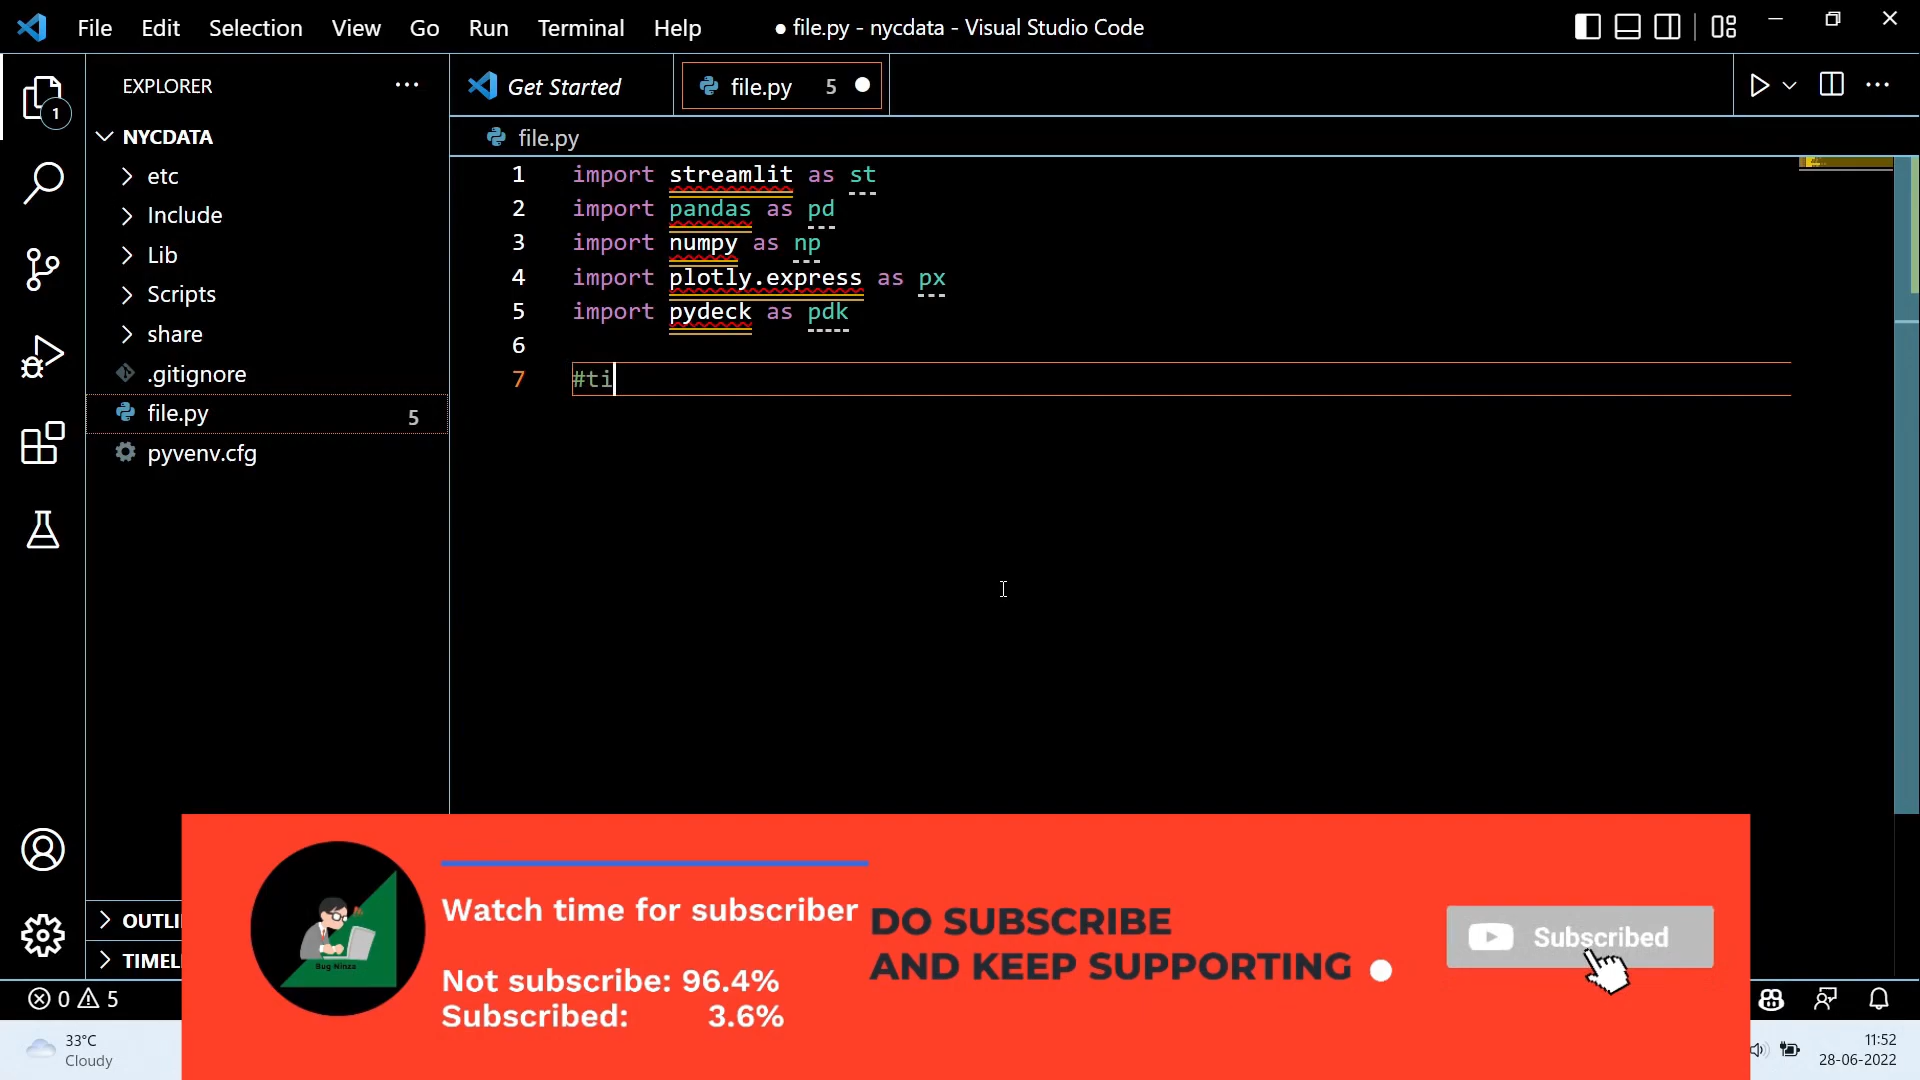 File Edit Selection View Go Run Terminal Help ● file.py - nycdata - Visual Studio Code
EXPLORER ...
Get Started
file.py 5
1
NYCDATA
file.py
etc
Include
Lib
Scripts
share
.gitignore
file.py 5
pyvenv.cfg
1 import streamlit as st
2 import pandas as pd
3 import numpy as np
4 import plotly.express as px
5 import pydeck as pdk
6
7 #ti
OUTLI
TIMEL
Bug Ninza
Watch time for subscriber
Not subscribe: 96.4%
Subscribed: 3.6%
DO SUBSCRIBE
AND KEEP SUPPORTING
Subscribed
0 5
33°C
Cloudy
11:52
28-06-2022